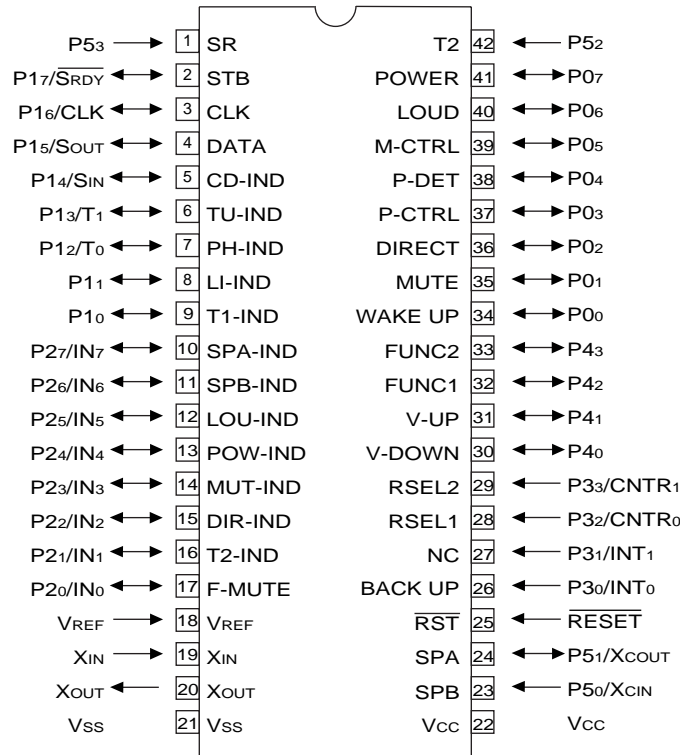 P53 1 SR T2 42 P52
P17/SRDY 2 STB POWER 41 P07
P16/CLK 3 CLK LOUD 40 P06
P15/SOUT 4 DATA M-CTRL 39 P05
P14/SIN 5 CD-IND P-DET 38 P04
P13/T1 6 TU-IND P-CTRL 37 P03
P12/T0 7 PH-IND DIRECT 36 P02
P11 8 LI-IND MUTE 35 P01
P10 9 T1-IND WAKE UP 34 P00
P27/IN7 10 SPA-IND FUNC2 33 P43
P26/IN6 11 SPB-IND FUNC1 32 P42
P25/IN5 12 LOU-IND V-UP 31 P41
P24/IN4 13 POW-IND V-DOWN 30 P40
P23/IN3 14 MUT-IND RSEL2 29 P33/CNTR1
P22/IN2 15 DIR-IND RSEL1 28 P32/CNTR0
P21/IN1 16 T2-IND NC 27 P31/INT1
P20/IN0 17 F-MUTE BACK UP 26 P30/INT0
VREF 18 VREF RST 25 RESET
XIN 19 XIN SPA 24 P51/XCOUT
XOUT 20 XOUT SPB 23 P50/XCIN
VSS 21 VSS VCC 22 VCC